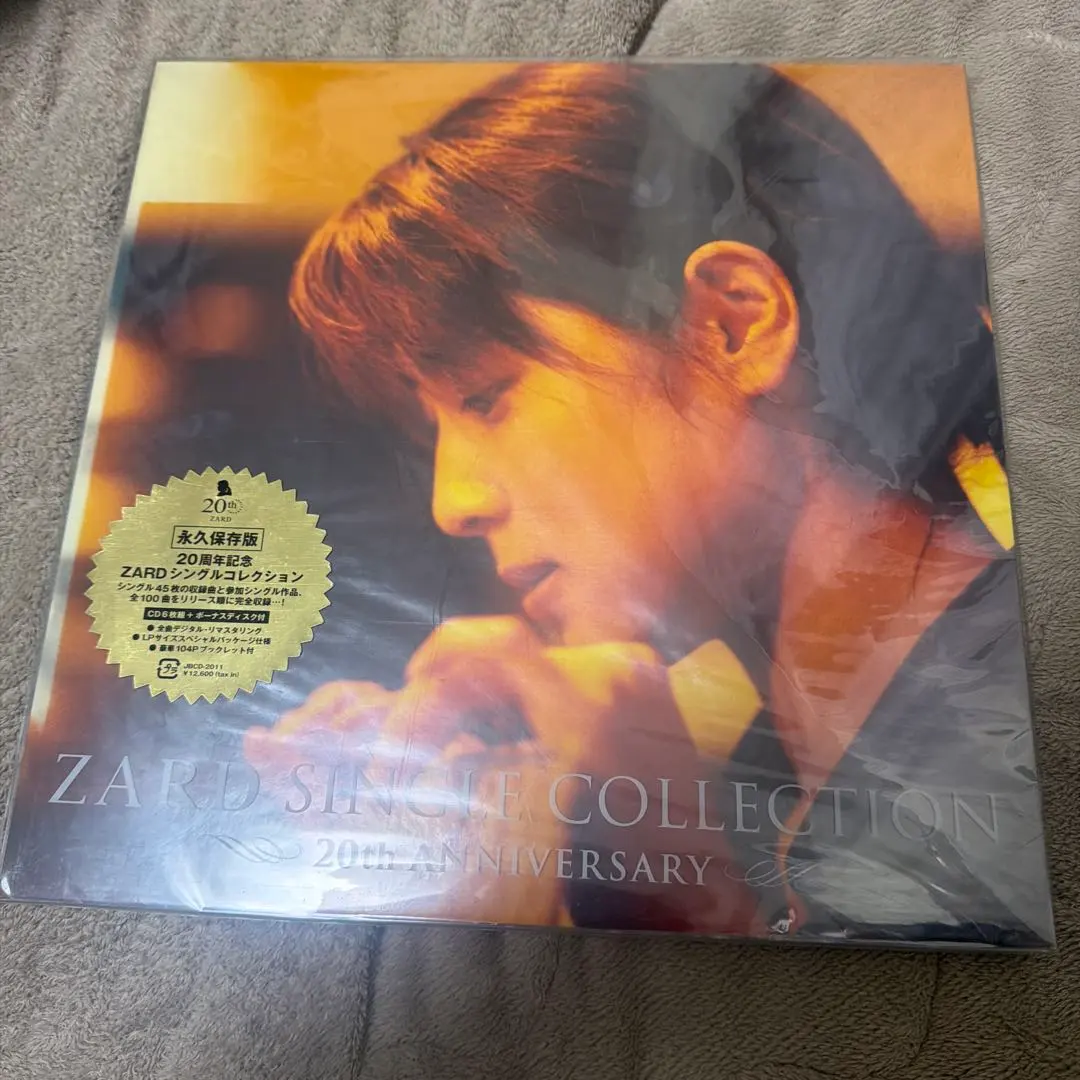 20th
ZARD
永久保存版
20周年記念
ZARDシングルコレクション
シングル45枚の収録曲と参加シングル作品、
全100曲をリリース順に完全収録…!
CD6枚組+ボーナスディスク付
● 全曲デジタル・リマスタリング
● LPサイズスペシャルパッケージ仕様
● 豪華104Pブックレット付
JBCD-2011
¥12,600(tax in)
ZARD SINGLE COLLECTION
20th ANNIVERSARY